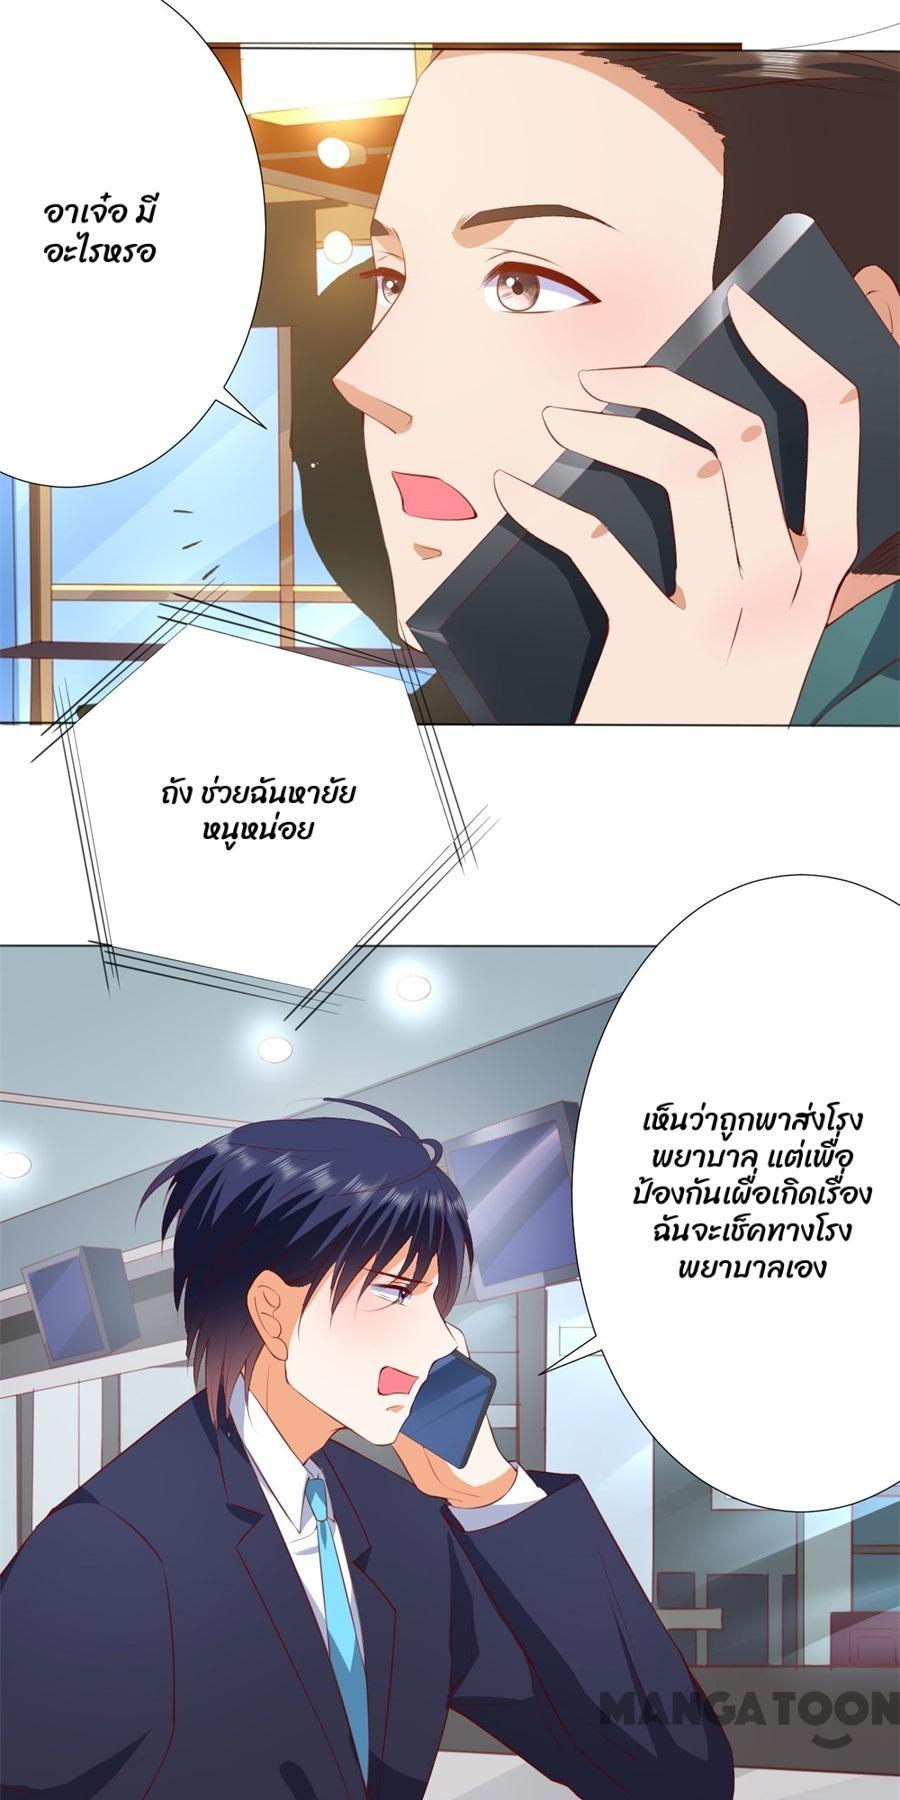 อาเจ๋อ มี
อะไรหรอ
ถัง ช่วยฉันหายัย
หนูหน่อย
เห็นว่าถูกพาส่งโรง
พยาบาล แต่เพื่อ
ป้องกันเผื่อเกิดเรื่อง
ฉันจะเช็คทางโรง
พยาบาลเอง
MANGA TOON